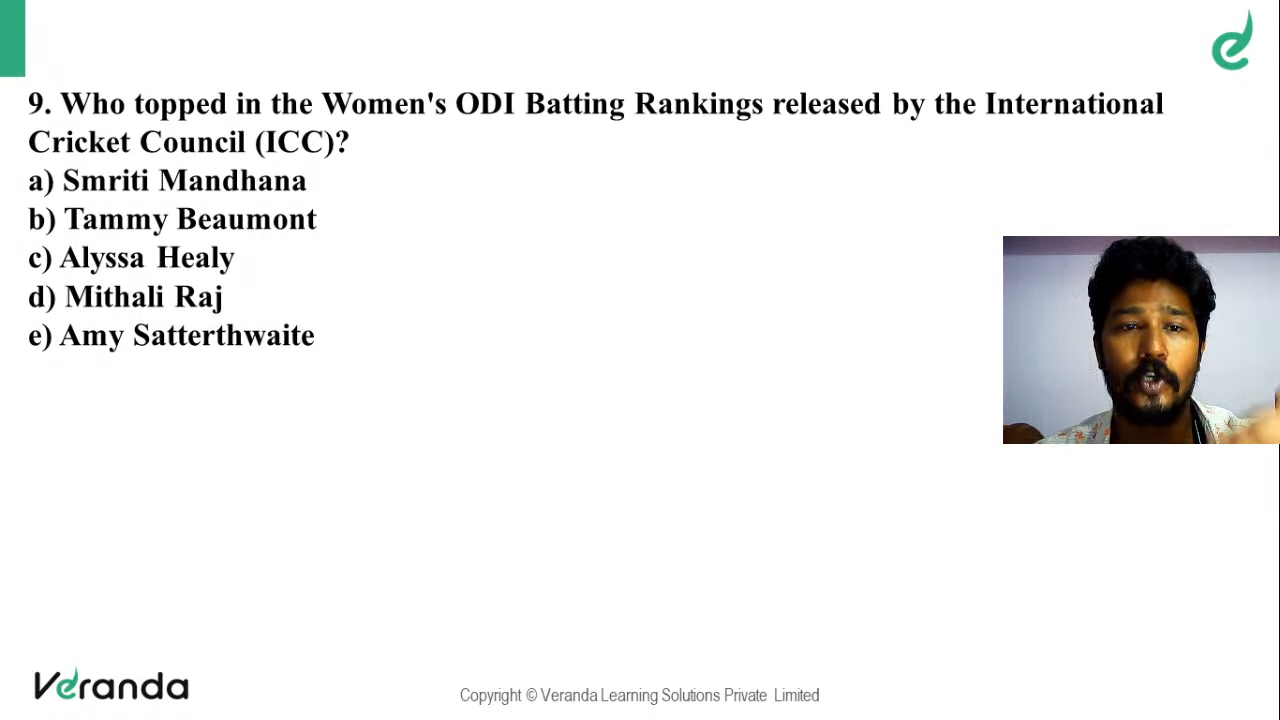 9. Who topped in the Women's ODI Batting Rankings released by the International
Cricket Council (ICC)?
a) Smriti Mandhana
b) Tammy Beaumont
c) Alyssa Healy
d) Mithali Raj
e) Amy Satterthwaite
Veranda
Copyright © Veranda Learning Solutions Private Limited